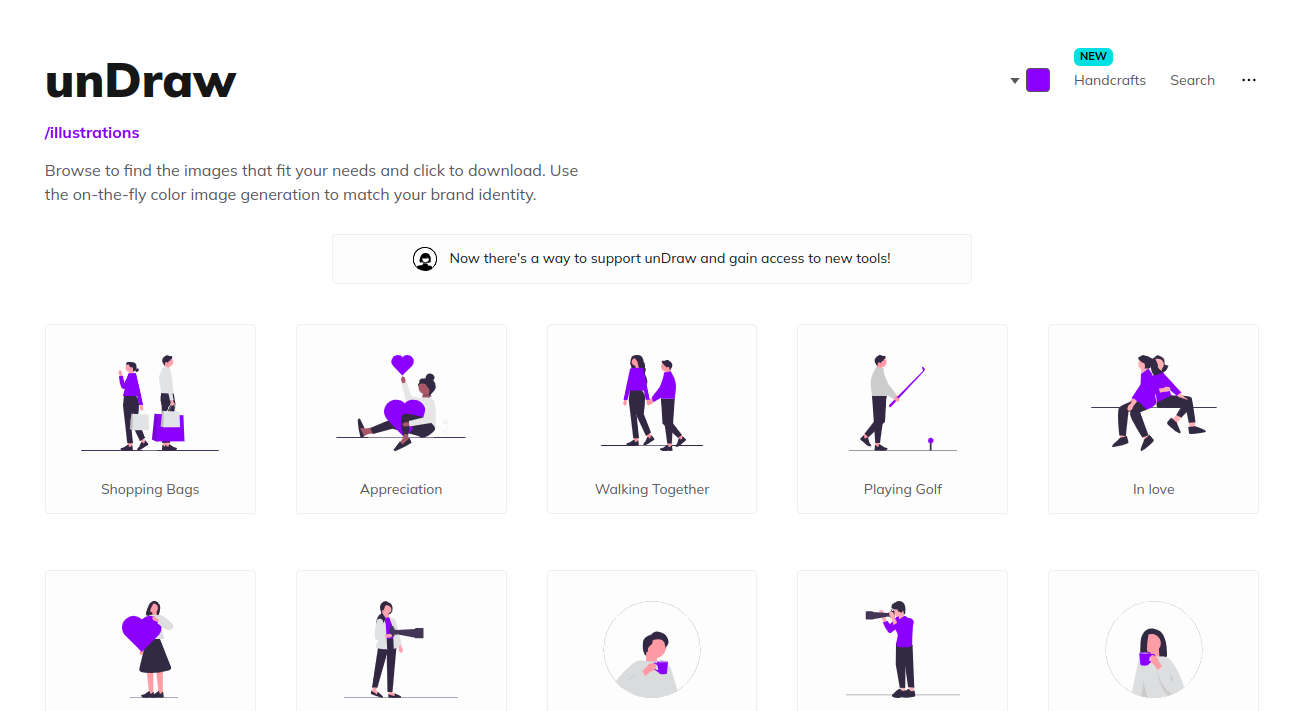 unDraw
NEW
Handcrafts
Search
/illustrations
Browse to find the images that fit your needs and click to download. Use
the on-the-fly color image generation to match your brand identity.
Now there's a way to support unDraw and gain access to new tools!
Shopping Bags
Appreciation
Walking Together
Playing Golf
In love